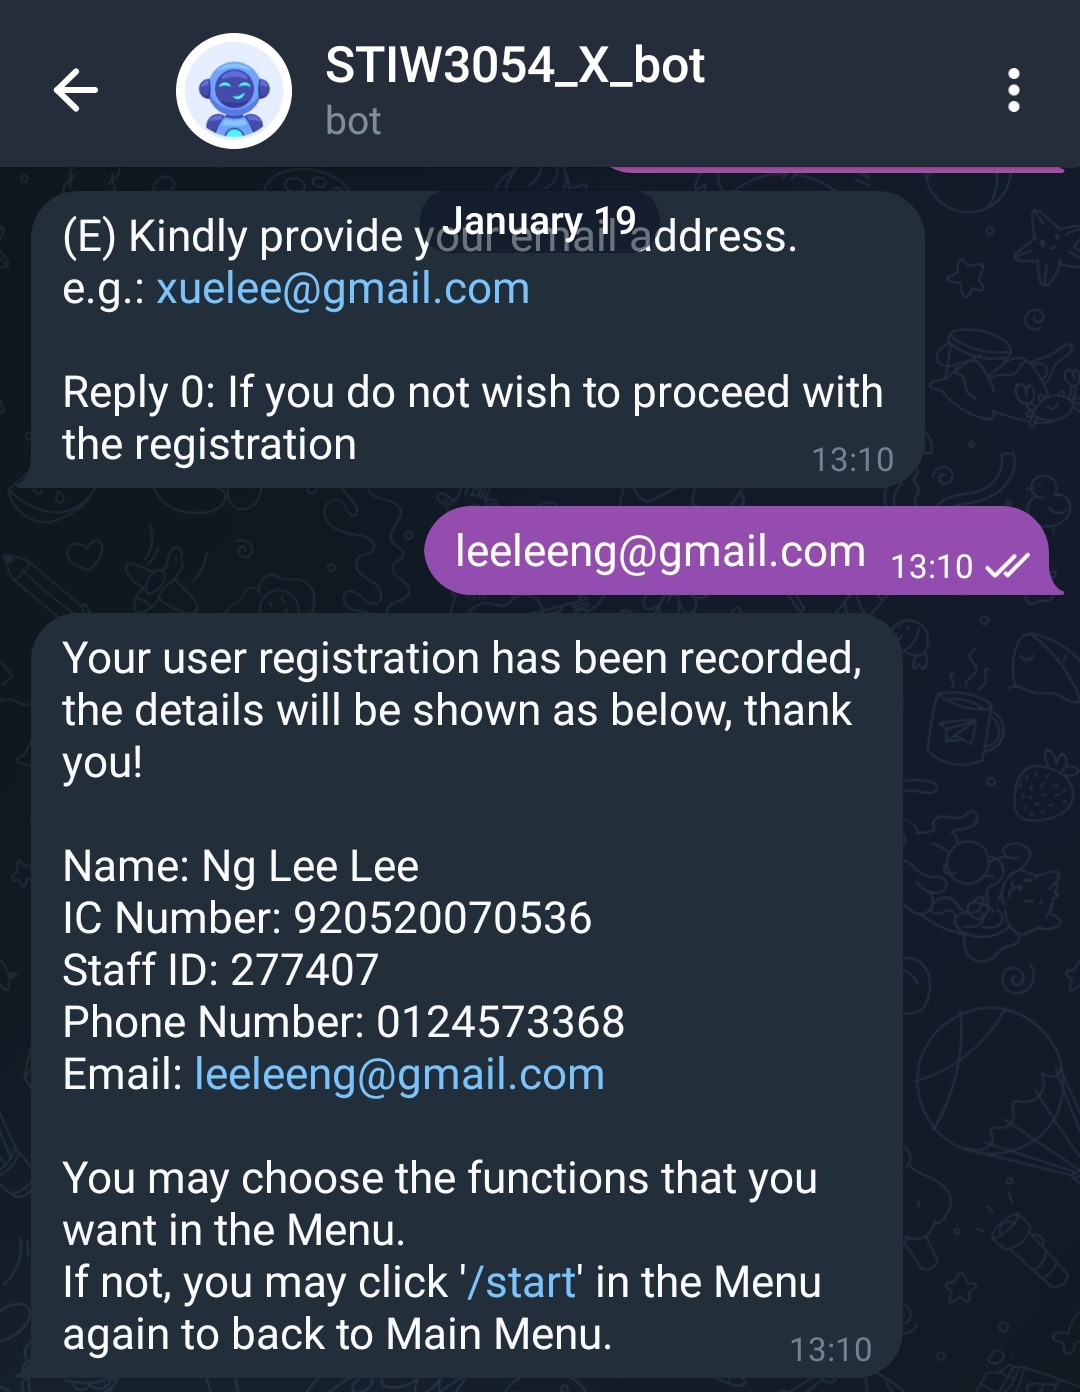 STIW3054_X_bot
bot
January 19
(E) Kindly provide your email address.
e.g.: xuelee@gmail.com
Reply 0: If you do not wish to proceed with
the registration
13:10
leeleeng@gmail.com 13:10
Your user registration has been recorded,
the details will be shown as below, thank
you!
Name: Ng Lee Lee
IC Number: 920520070536
Staff ID: 277407
Phone Number: 0124573368
Email: leeleeng@gmail.com
You may choose the functions that you
want in the Menu.
If not, you may click '/start' in the Menu
again to back to Main Menu.
13:10